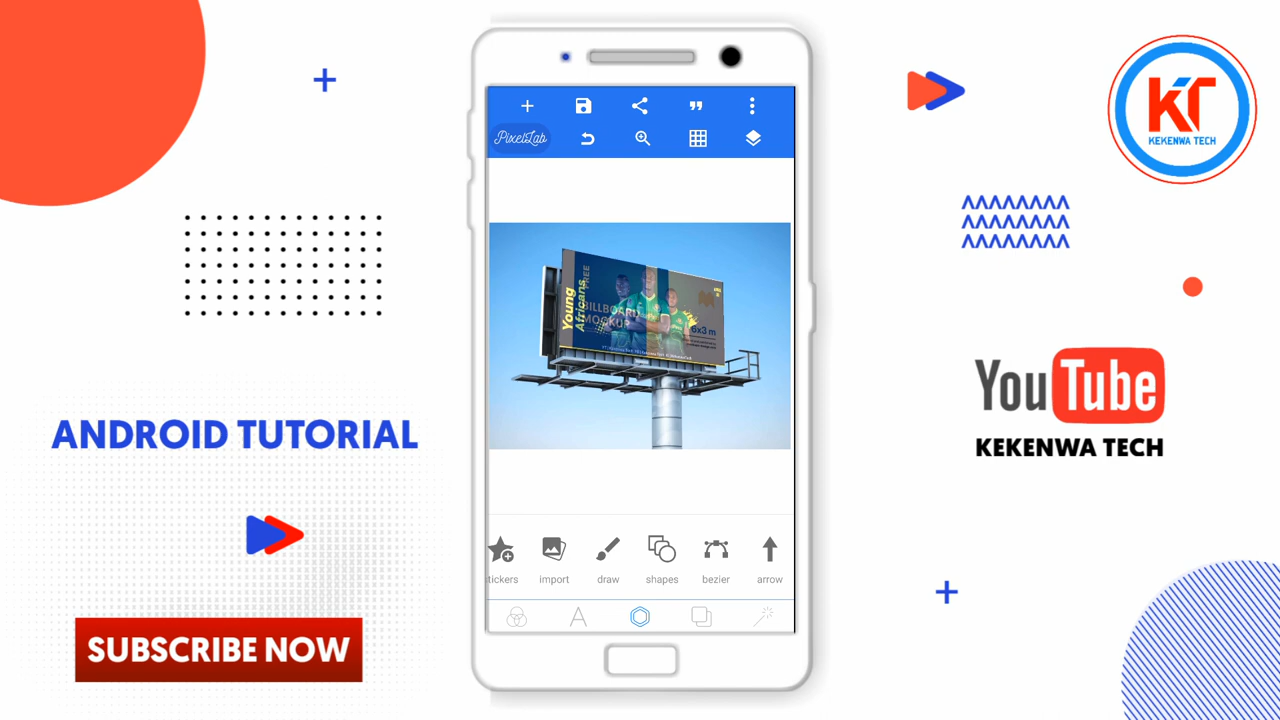 KT
KEKENWA TECH
PixelLab
Young
Africans
FREE
BILLBOARD
MOCKUP
6x3 m
ANDROID TUTORIAL
YouTube
KEKENWA TECH
tickers
import
draw
shapes
bezier
arrow
SUBSCRIBE NOW